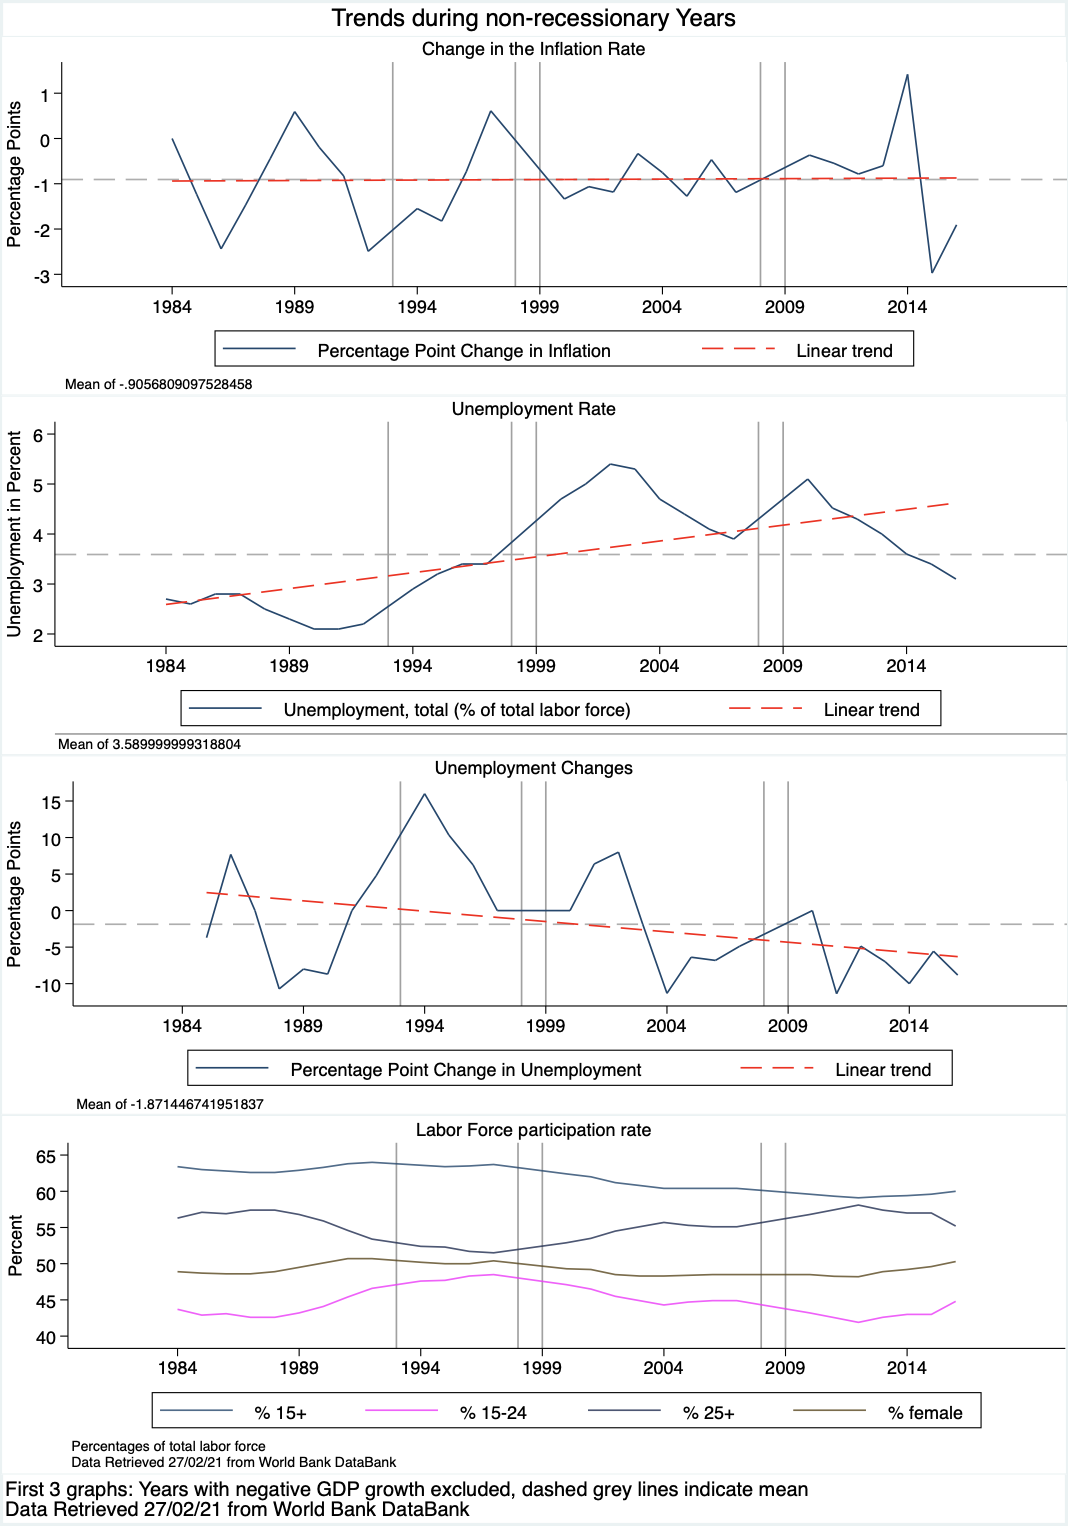 Trends during non-recessionary Years
Change in the Inflation Rate
Percentage Points
1
0
-1
-2
-3
1984 1989 1994 1999 2004 2009 2014
Percentage Point Change in Inflation Linear trend
Mean of -.9056809097528458
Unemployment Rate
Unemployment in Percent
6
5
4
3
2
1984 1989 1994 1999 2004 2009 2014
Unemployment, total (% of total labor force) Linear trend
Mean of 3.589999999318804
Unemployment Changes
Percentage Points
15
10
5
0
-5
-10
1984 1989 1994 1999 2004 2009 2014
Percentage Point Change in Unemployment Linear trend
Mean of -1.871446741951837
Labor Force participation rate
Percent
65
60
55
50
45
40
1984 1989 1994 1999 2004 2009 2014
% 15+ % 15-24 % 25+ % female
Percentages of total labor force
Data Retrieved 27/02/21 from World Bank DataBank
First 3 graphs: Years with negative GDP growth excluded, dashed grey lines indicate mean
Data Retrieved 27/02/21 from World Bank DataBank